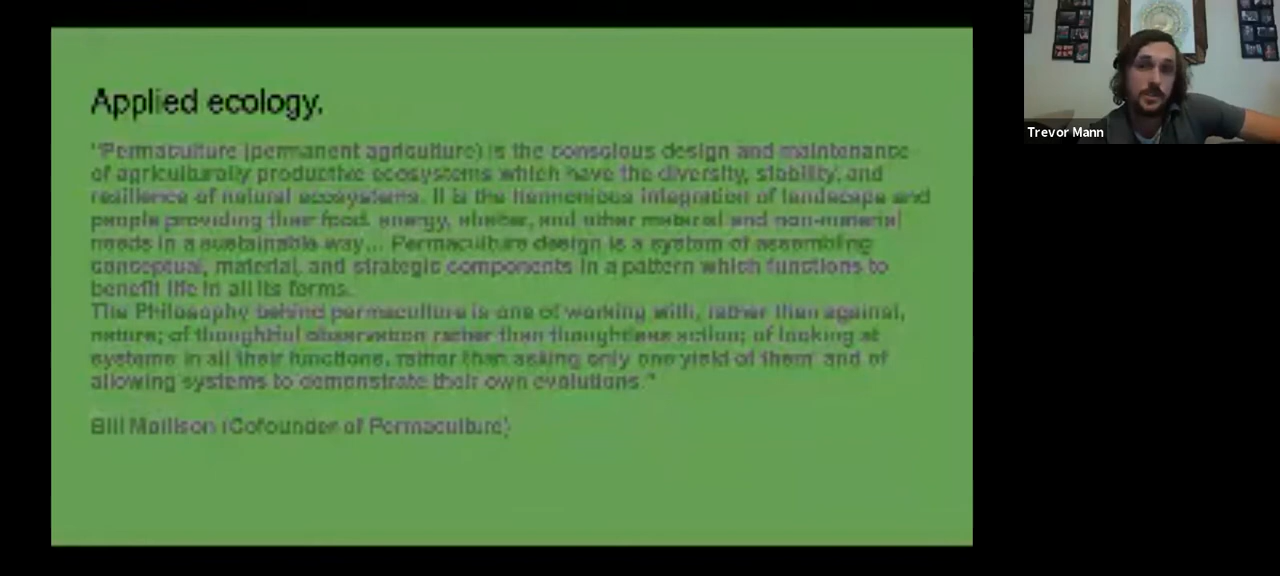 Applied ecology.
"Permaculture (permanent agriculture) is the conscious design and maintenance
of agriculturally productive ecosystems which have the diversity, stability, and
resilience of natural ecosystems. It is the harmonious integration of landscape and
people providing their food, energy, shelter, and other material and non-material
needs in a sustainable way... Permaculture design is a system of assembling
conceptual, material, and strategic components in a pattern which functions to
benefit life in all its forms.
The Philosophy behind permaculture is one of working with, rather than against,
nature; of thoughtful observation rather than thoughtless action; of looking at
systems in all their functions, rather than asking only one yield of them and of
allowing systems to demonstrate their own evolutions."
Bill Mollison (Cofounder of Permaculture)
Trevor Mann